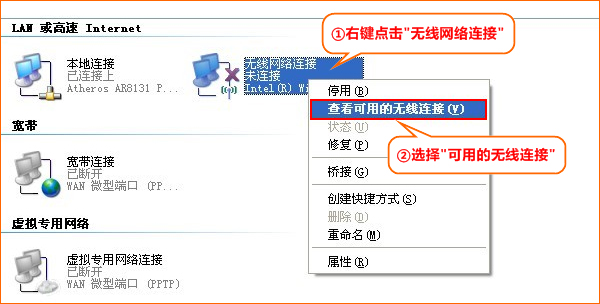 LAN 或高速 Internet
①右键点击"无线网络连接"
本地连接
已连接上
Atheros AR8131 P...
无线网络连接
未连接
Intel(R) Wi
停用(B)
查看可用的无线连接(V)
状态(U)
修复(P)
②选择"可用的无线连接"
桥接(G)
创建快捷方式(S)
删除(D)
重命名(M)
属性(R)
宽带
宽带连接
已断开
WAN 微型端口 (PP...
虚拟专用网络
虚拟专用网络连接
已断开
WAN 微型端口 (PPTP)